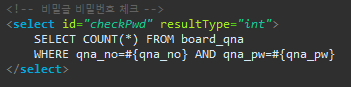 <!-- 비밀글 비밀번호 체크 -->
<select id="checkPwd" resultType="int">
SELECT COUNT(*) FROM board_qna
WHERE qna_no=#{qna_no} AND qna_pw=#{qna_pw}
</select>